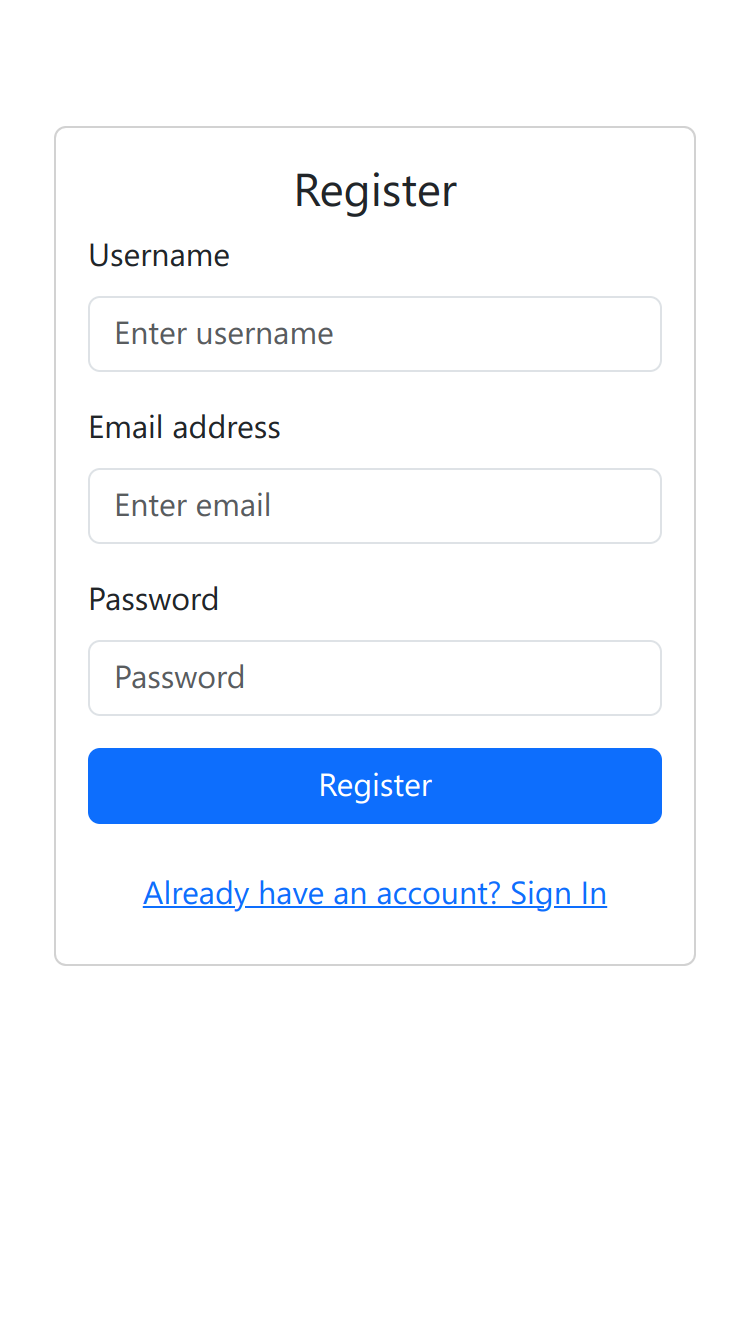 Register
Username
Enter username
Email address
Enter email
Password
Password
Register
Already have an account? Sign In